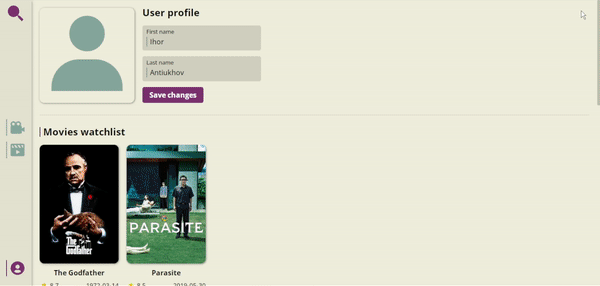 User profile
First name
Ihor
Last name
Antiukhov
Save changes
Movies watchlist
The Godfather
PARASITE
The Godfather
Parasite
8.7 1972-03-14
8.5 2019-05-30